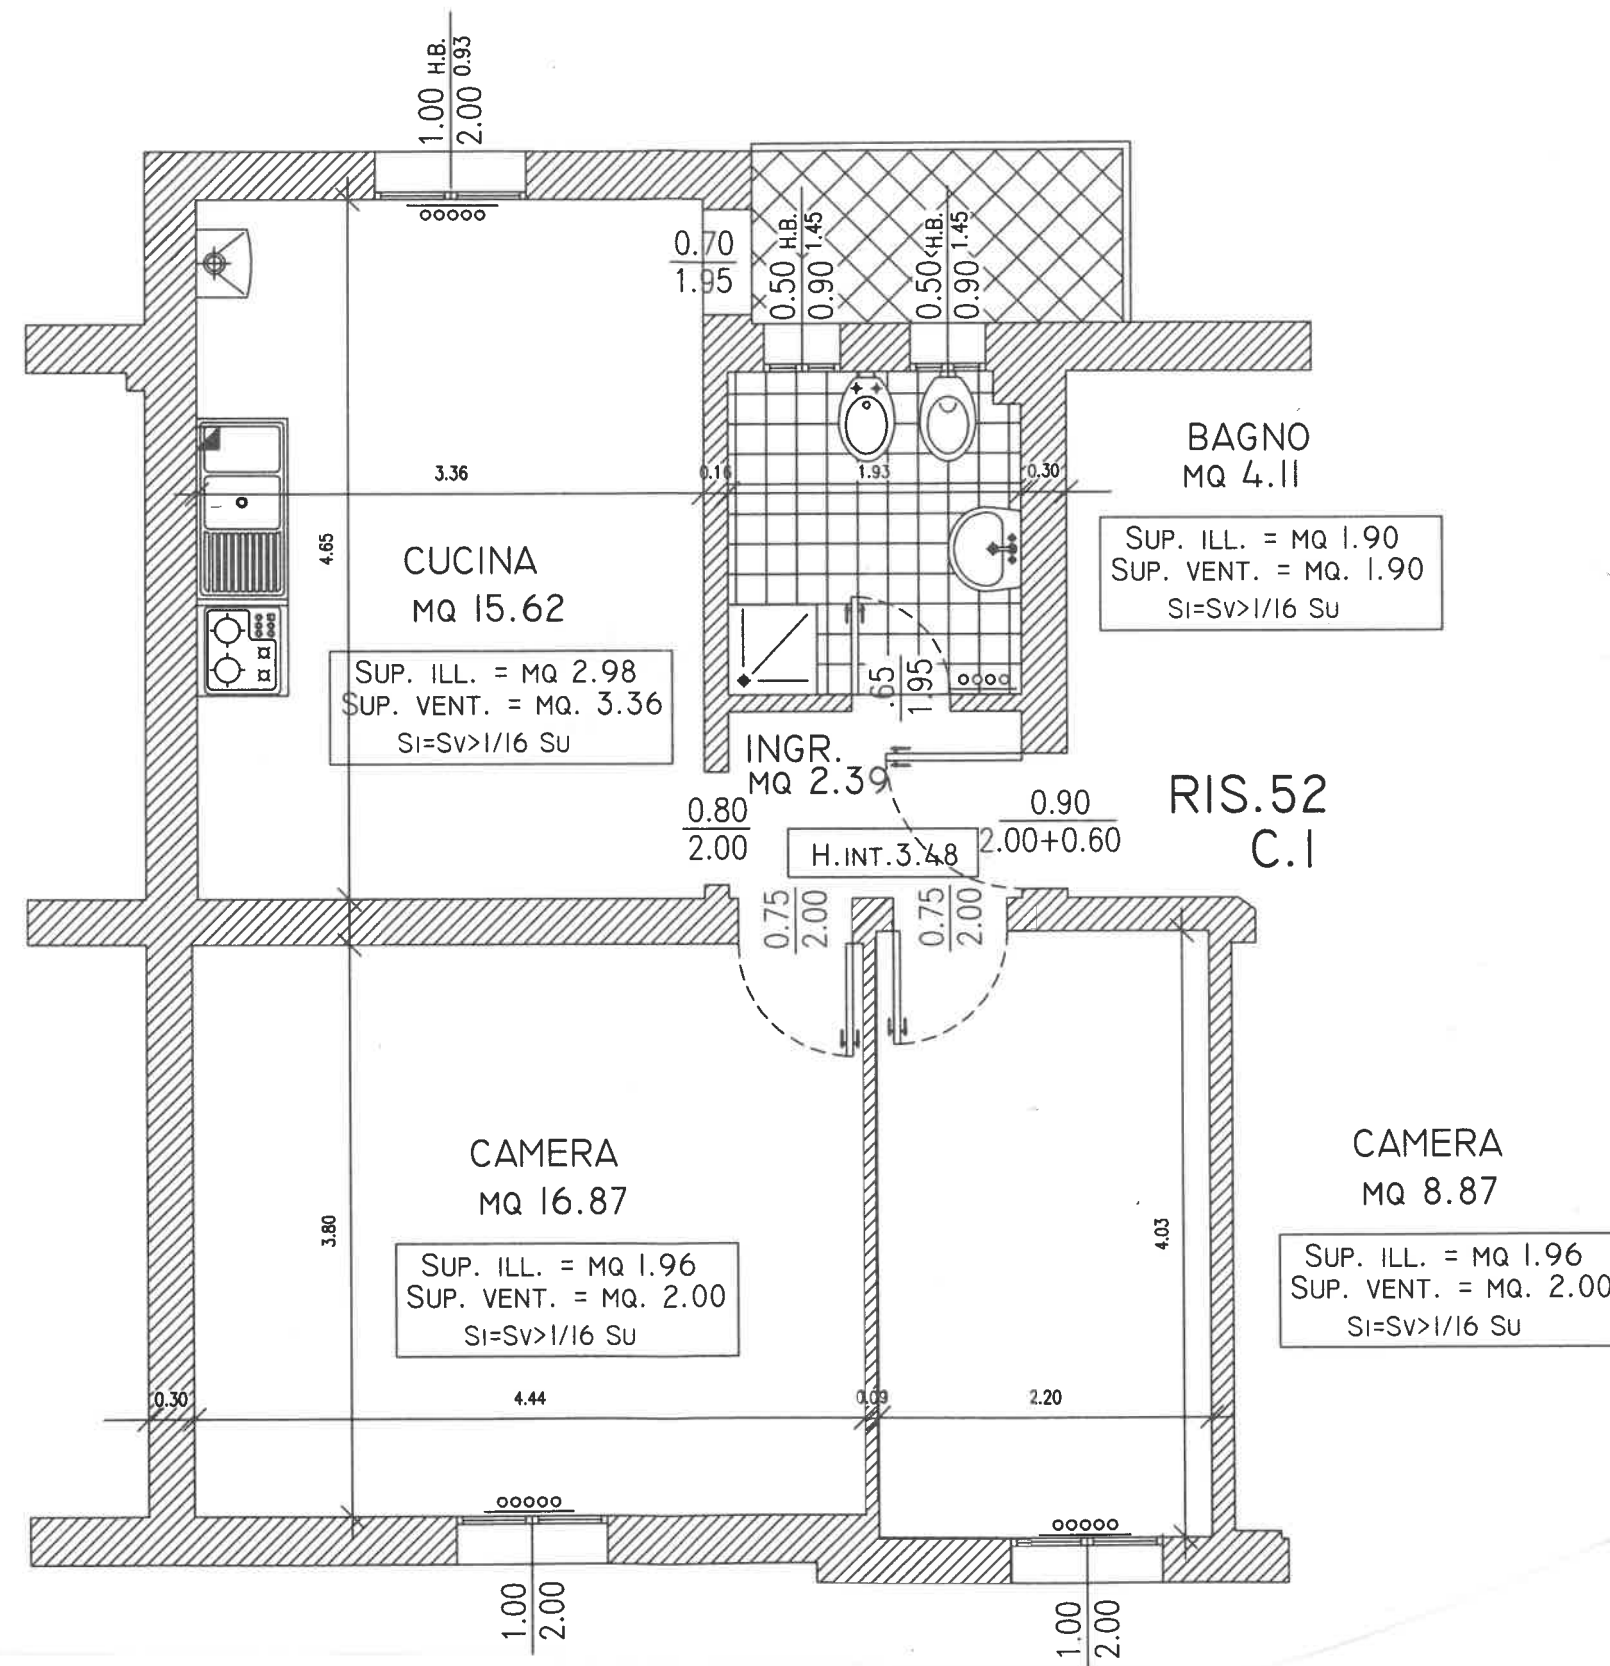 1.00 H.B.
2.00 0.93
0.70
1.95
0.50 H.B.
0.90 1.45
0.50 H.B.
0.90 1.45
3.36
0.16
1.93
0.30
4.65
BAGNO
MQ 4.11
SUP. ILL. = MQ 1.90
SUP. VENT. = MQ. 1.90
SI=SV>1/16 SU
CUCINA
MQ 15.62
SUP. ILL. = MQ 2.98
SUP. VENT. = MQ. 3.36
SI=SV>1/16 SU
.65
1.95
INGR.
MQ 2.39
0.80
2.00
H.INT.3.48
0.90
2.00+0.60
RIS.52
C.1
0.75
2.00
0.75
2.00
CAMERA
MQ 16.87
SUP. ILL. = MQ 1.96
SUP. VENT. = MQ. 2.00
SI=SV>1/16 SU
3.80
4.03
CAMERA
MQ 8.87
SUP. ILL. = MQ 1.96
SUP. VENT. = MQ. 2.00
SI=SV>1/16 SU
0.30
4.44
0.09
2.20
1.00
2.00
1.00
2.00